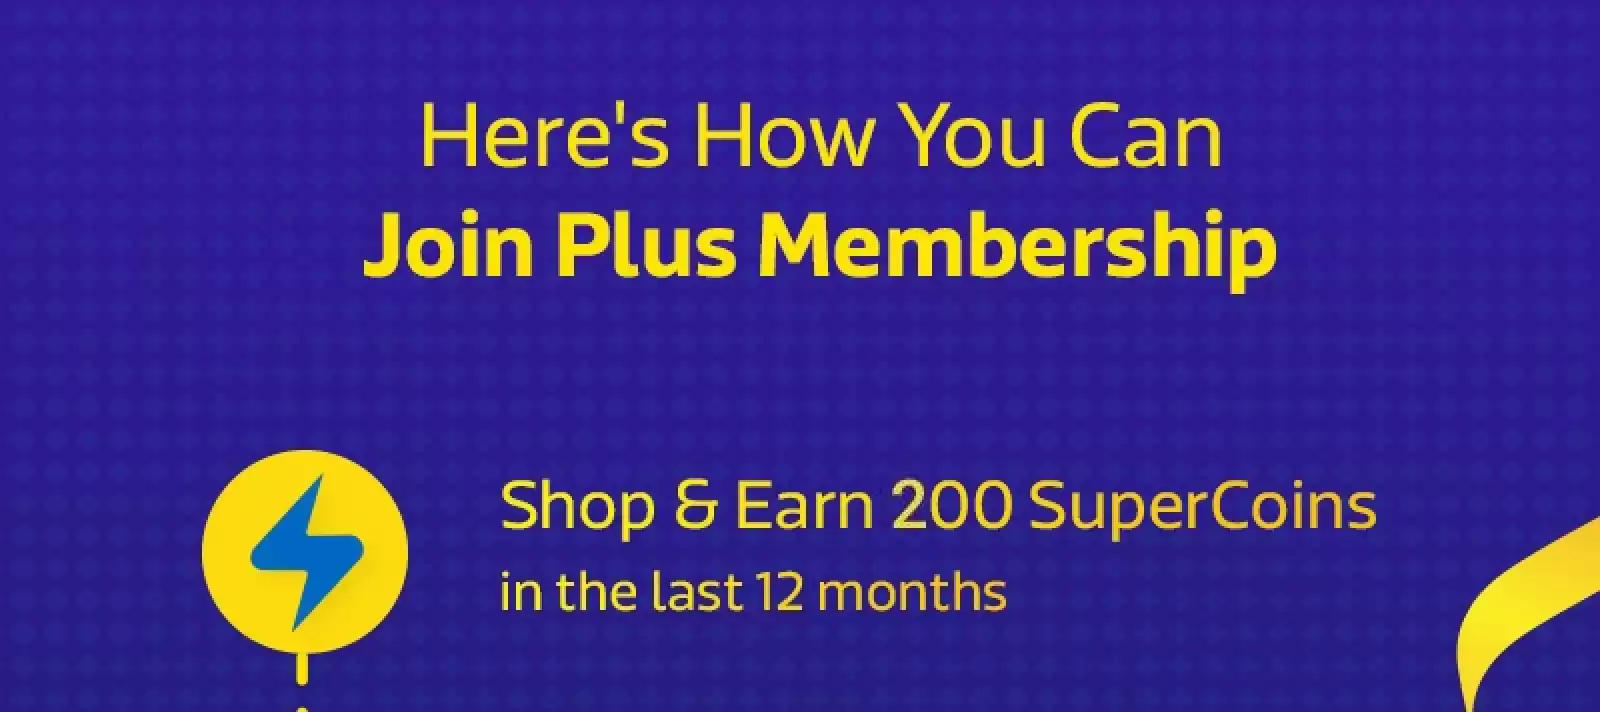 Here's How You Can
Join Plus Membership
Shop & Earn 200 SuperCoins
in the last 12 months